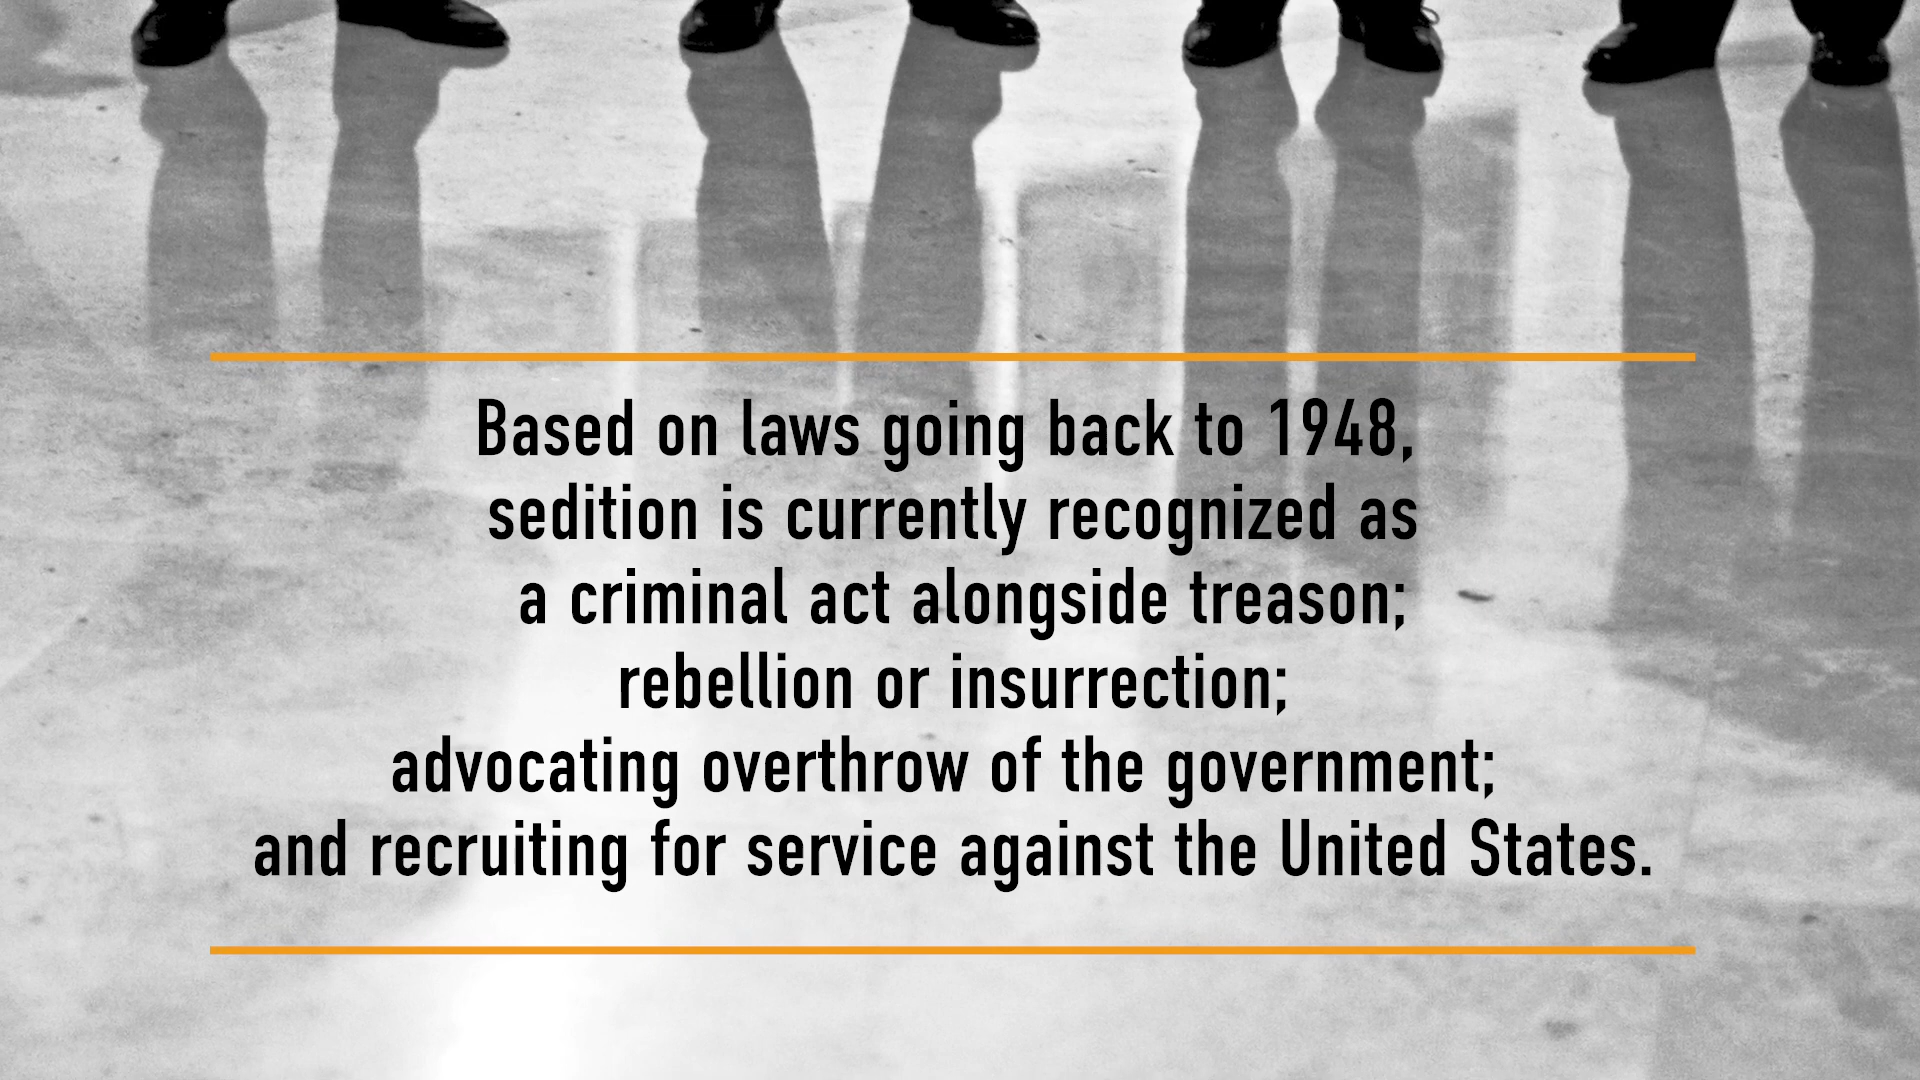 Based on laws going back to 1948,
sedition is currently recognized as
a criminal act alongside treason;
rebellion or insurrection;
advocating overthrow of the government;
and recruiting for service against the United States.